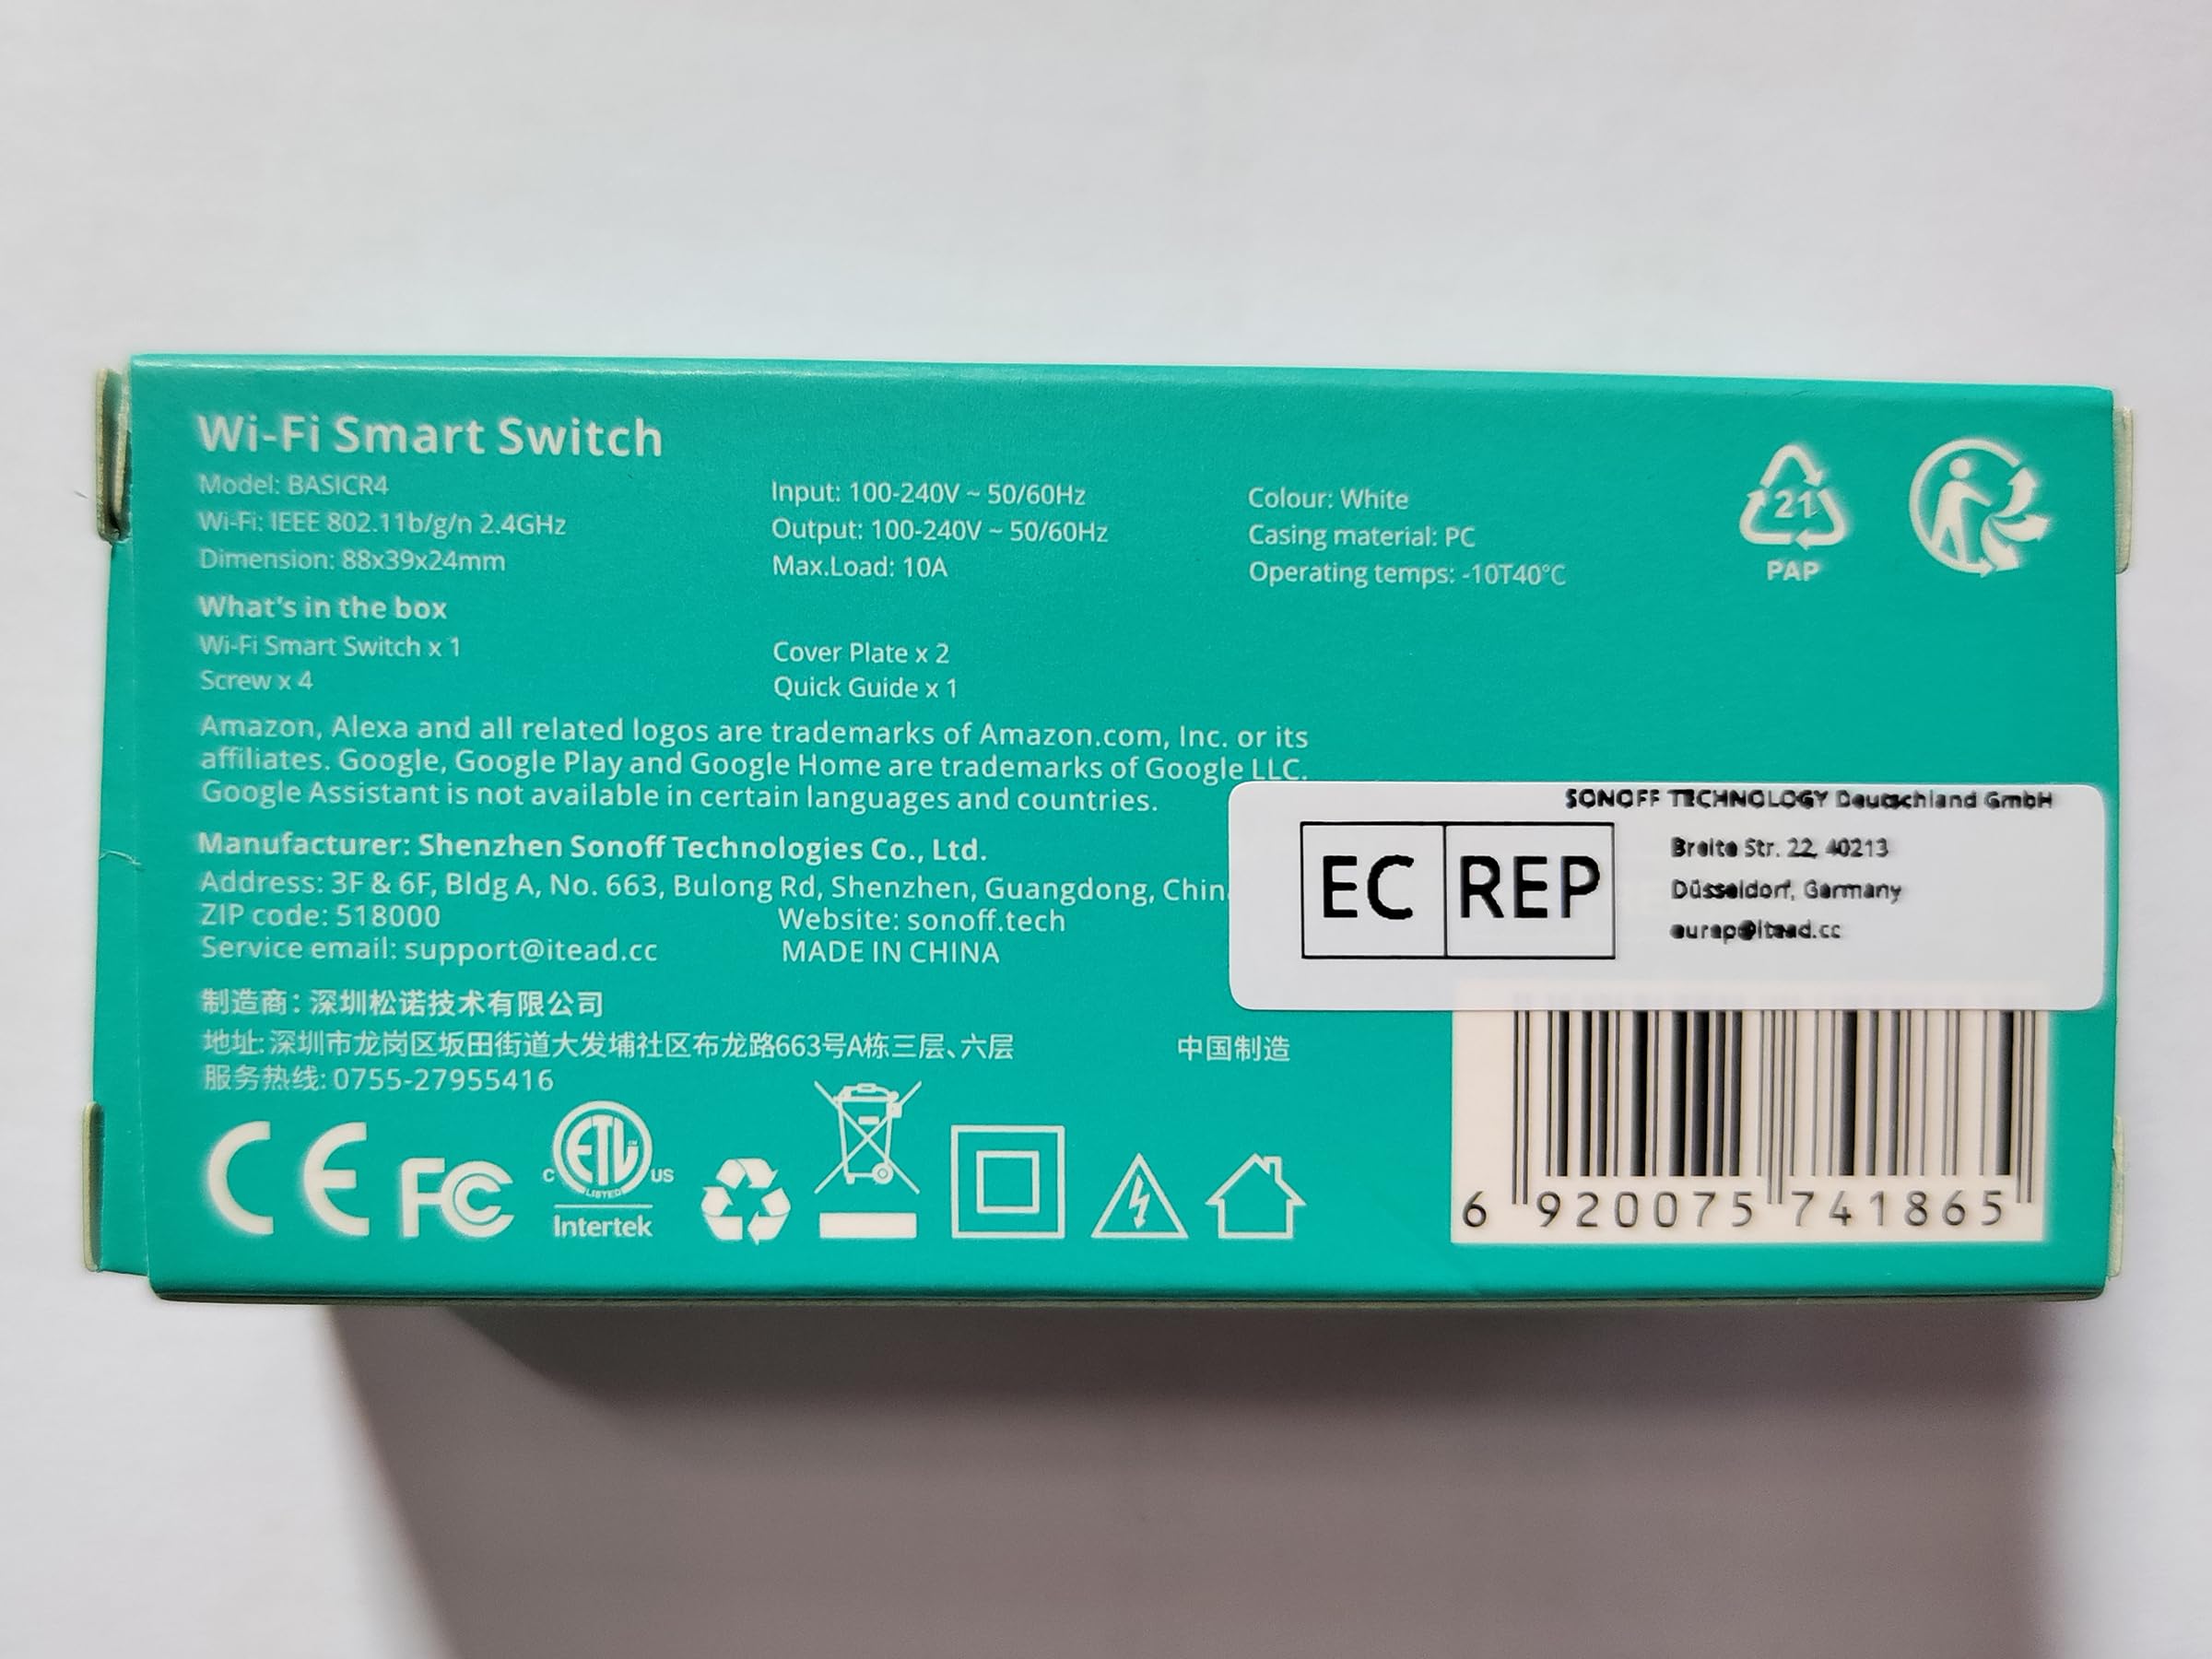 Wi-Fi Smart Switch
Model: BASICR4
Wi-Fi: IEEE 802.11b/g/n 2.4GHz
Dimension: 88x39x24mm
Input: 100-240V ~ 50/60Hz
Output: 100-240V ~ 50/60Hz
Max.Load: 10A
Colour: White
Casing material: PC
Operating temps: -10T40°C
21
PAP
What's in the box
Wi-Fi Smart Switch x 1
Screw x 4
Cover Plate x 2
Quick Guide x 1
Amazon, Alexa and all related logos are trademarks of Amazon.com, Inc. or its
affiliates. Google, Google Play and Google Home are trademarks of Google LLC.
Google Assistant is not available in certain languages and countries.
Manufacturer: Shenzhen Sonoff Technologies Co., Ltd.
Address: 3F & 6F, Bldg A, No. 663, Bulong Rd, Shenzhen, Guangdong, Chin
ZIP code: 518000
Website: sonoff.tech
Service email: support@itead.cc
MADE IN CHINA
SONOFF TECHNOLOGY Deutschland GmbH
EC REP
Breite Str. 22, 40213
Düsseldorf, Germany
eurep@itead.cc
制造商: 深圳松诺技术有限公司
地址: 深圳市龙岗区坂田街道大发埔社区布龙路663号A栋三层、六层
中国制造
服务热线: 0755-27955416
CE
FC
ETL
C US
LISTED
Intertek
6 920075 741865